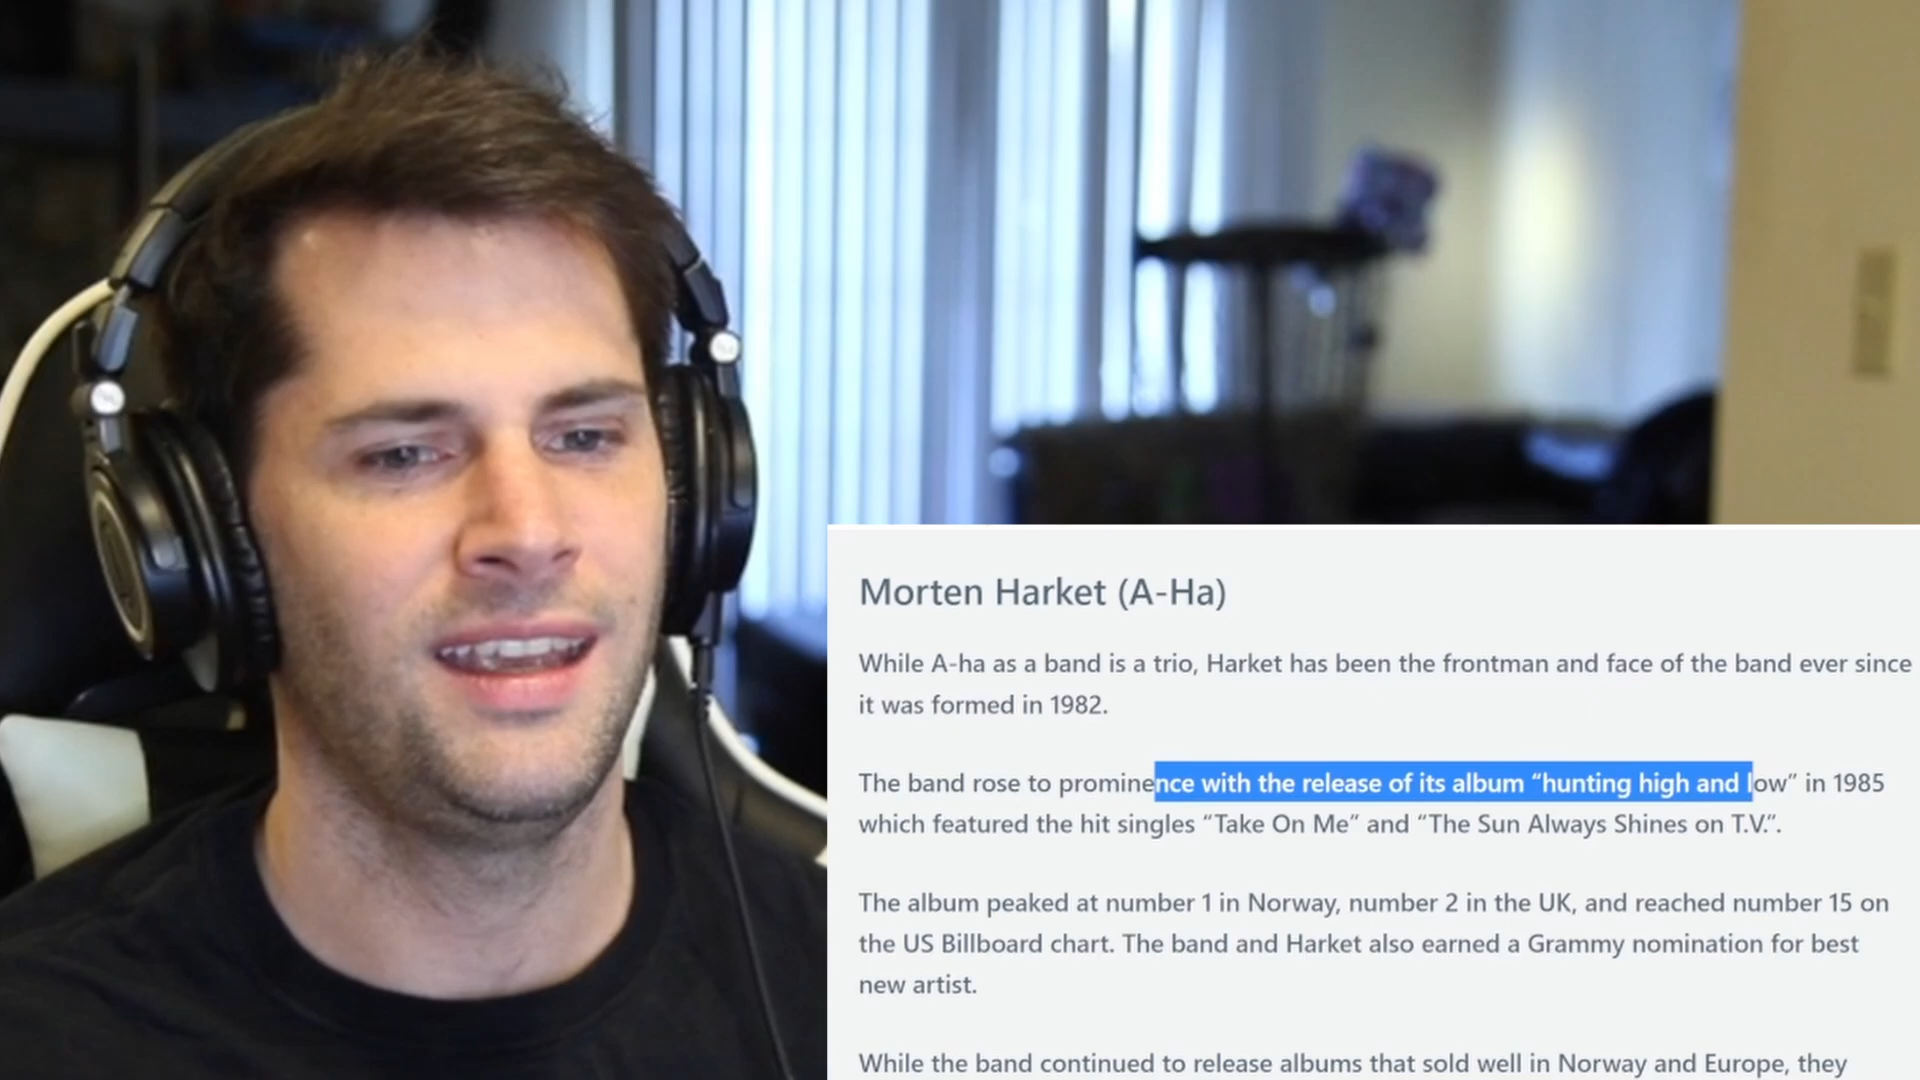 Morten Harket (A-Ha)
While A-ha as a band is a trio, Harket has been the frontman and face of the band ever since
it was formed in 1982.
The band rose to prominence with the release of its album “hunting high and low” in 1985
which featured the hit singles “Take On Me” and “The Sun Always Shines on T.V.”.
The album peaked at number 1 in Norway, number 2 in the UK, and reached number 15 on
the US Billboard chart. The band and Harket also earned a Grammy nomination for best
new artist.
While the band continued to release albums that sold well in Norway and Europe, they